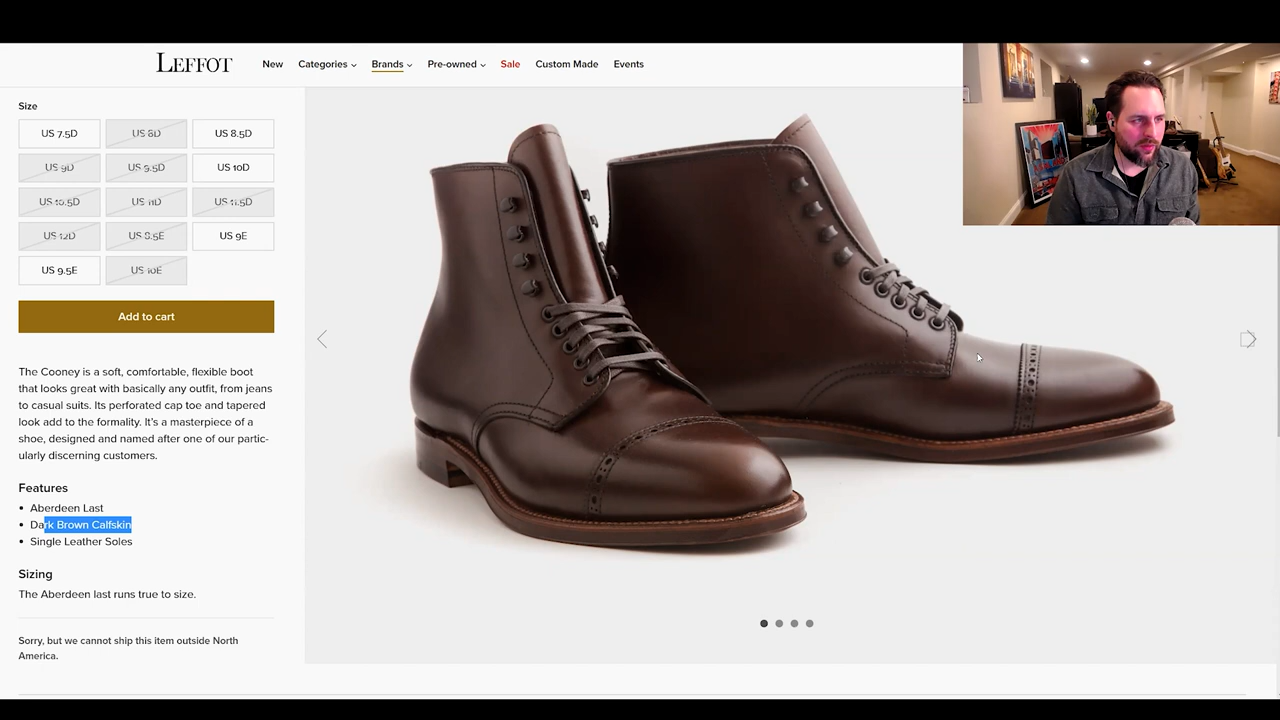 LEFFOT
New Categories Brands Pre-owned Sale Custom Made Events
Size
US 7.5D US 8D US 8.5D
US 9D US 9.5D US 10D
US 10.5D US 11D US 11.5D
US 12D US 8.5E US 9E
US 9.5E US 10E
Add to cart
The Cooney is a soft, comfortable, flexible boot
that looks great with basically any outfit, from jeans
to casual suits. Its perforated cap toe and tapered
look add to the formality. It's a masterpiece of a
shoe, designed and named after one of our partic-
ularly discerning customers.
Features
• Aberdeen Last
• Dark Brown Calfskin
• Single Leather Soles
Sizing
The Aberdeen last runs true to size.
Sorry, but we cannot ship this item outside North
America.